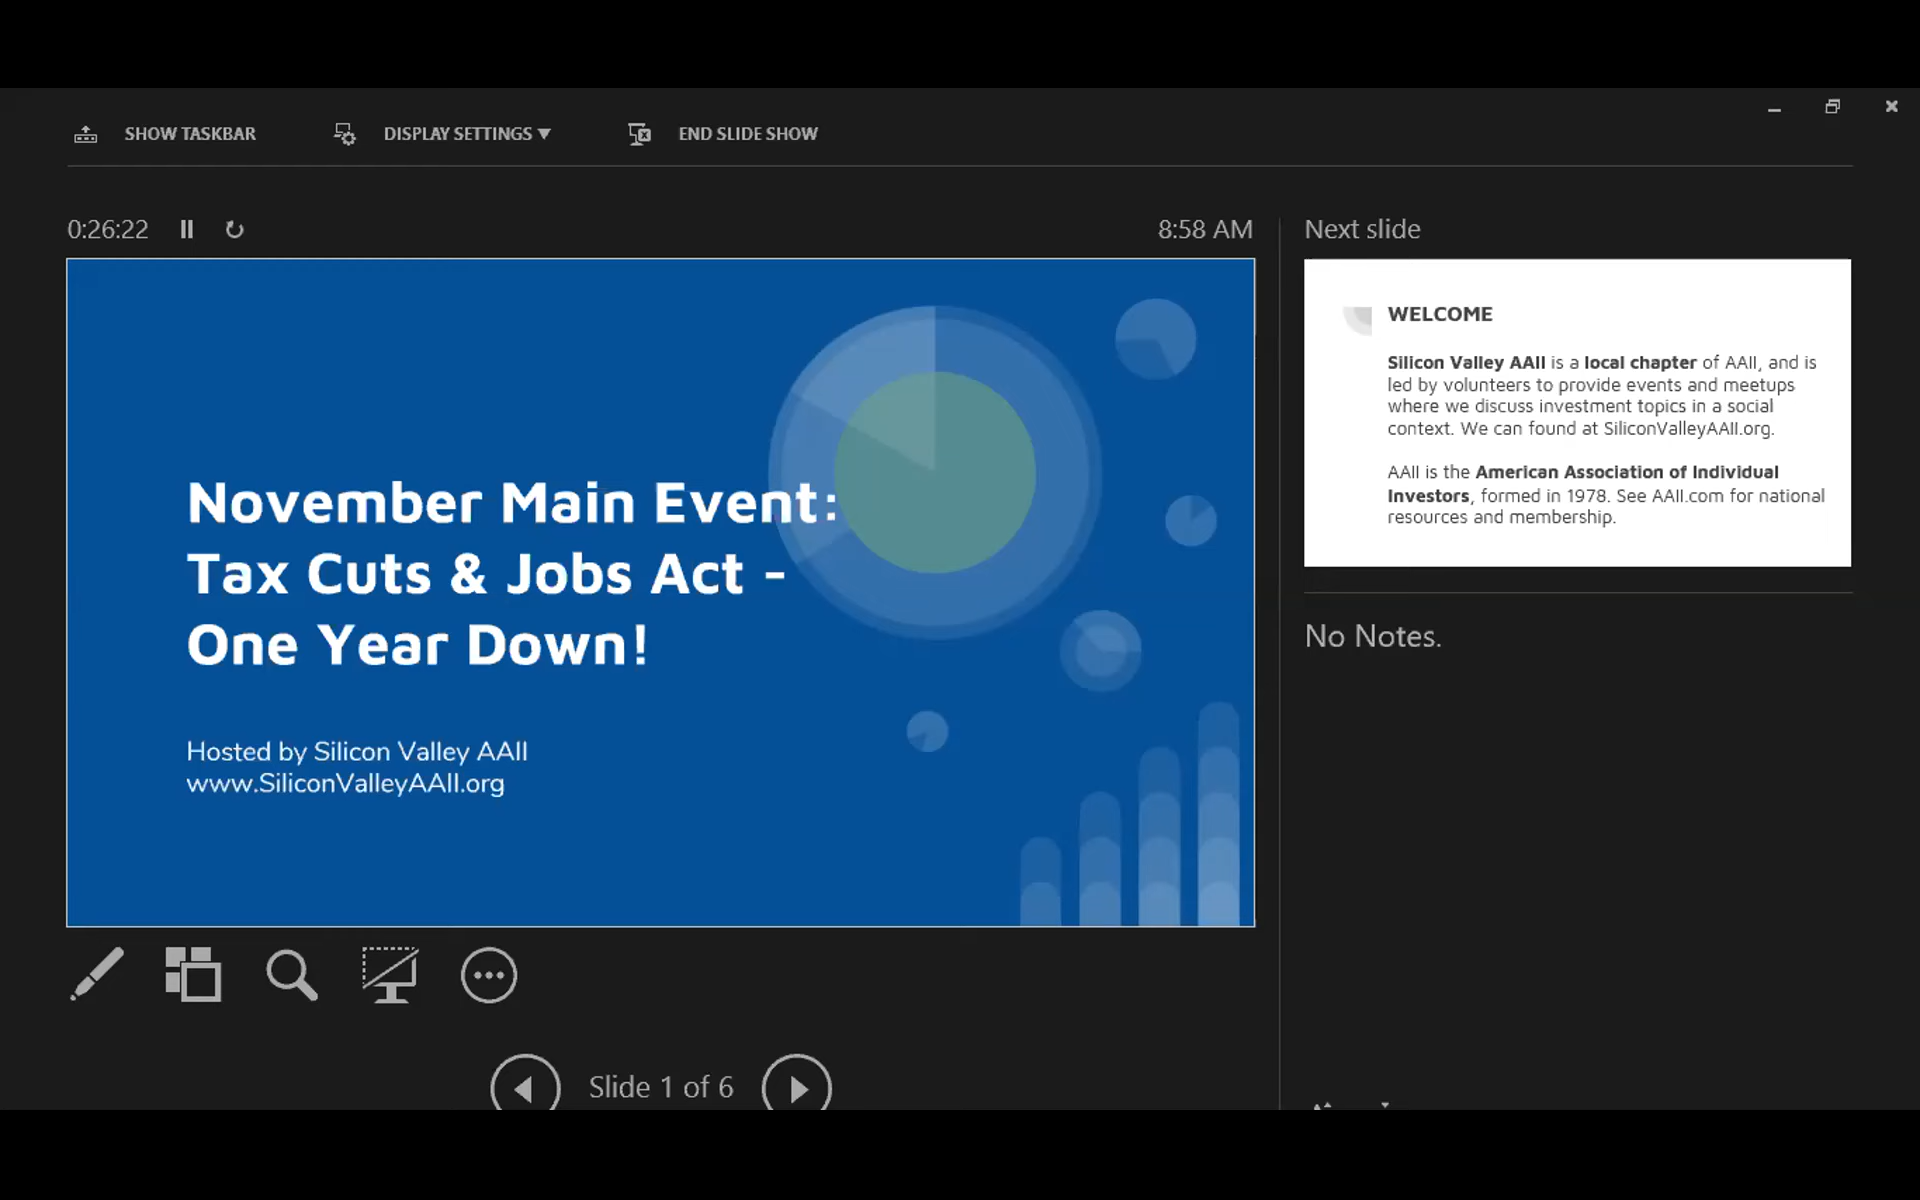 SHOW TASKBAR
DISPLAY SETTINGS ▼
END SLIDE SHOW
0:26:22
8:58 AM
November Main Event:
Tax Cuts & Jobs Act -
One Year Down!
Hosted by Silicon Valley AAII
www.SiliconValleyAAII.org
Slide 1 of 6
Next slide
WELCOME
Silicon Valley AAII is a local chapter of AAII, and is
led by volunteers to provide events and meetups
where we discuss investment topics in a social
context. We can found at SiliconValleyAAII.org.
AAII is the American Association of Individual
Investors, formed in 1978. See AAII.com for national
resources and membership.
No Notes.